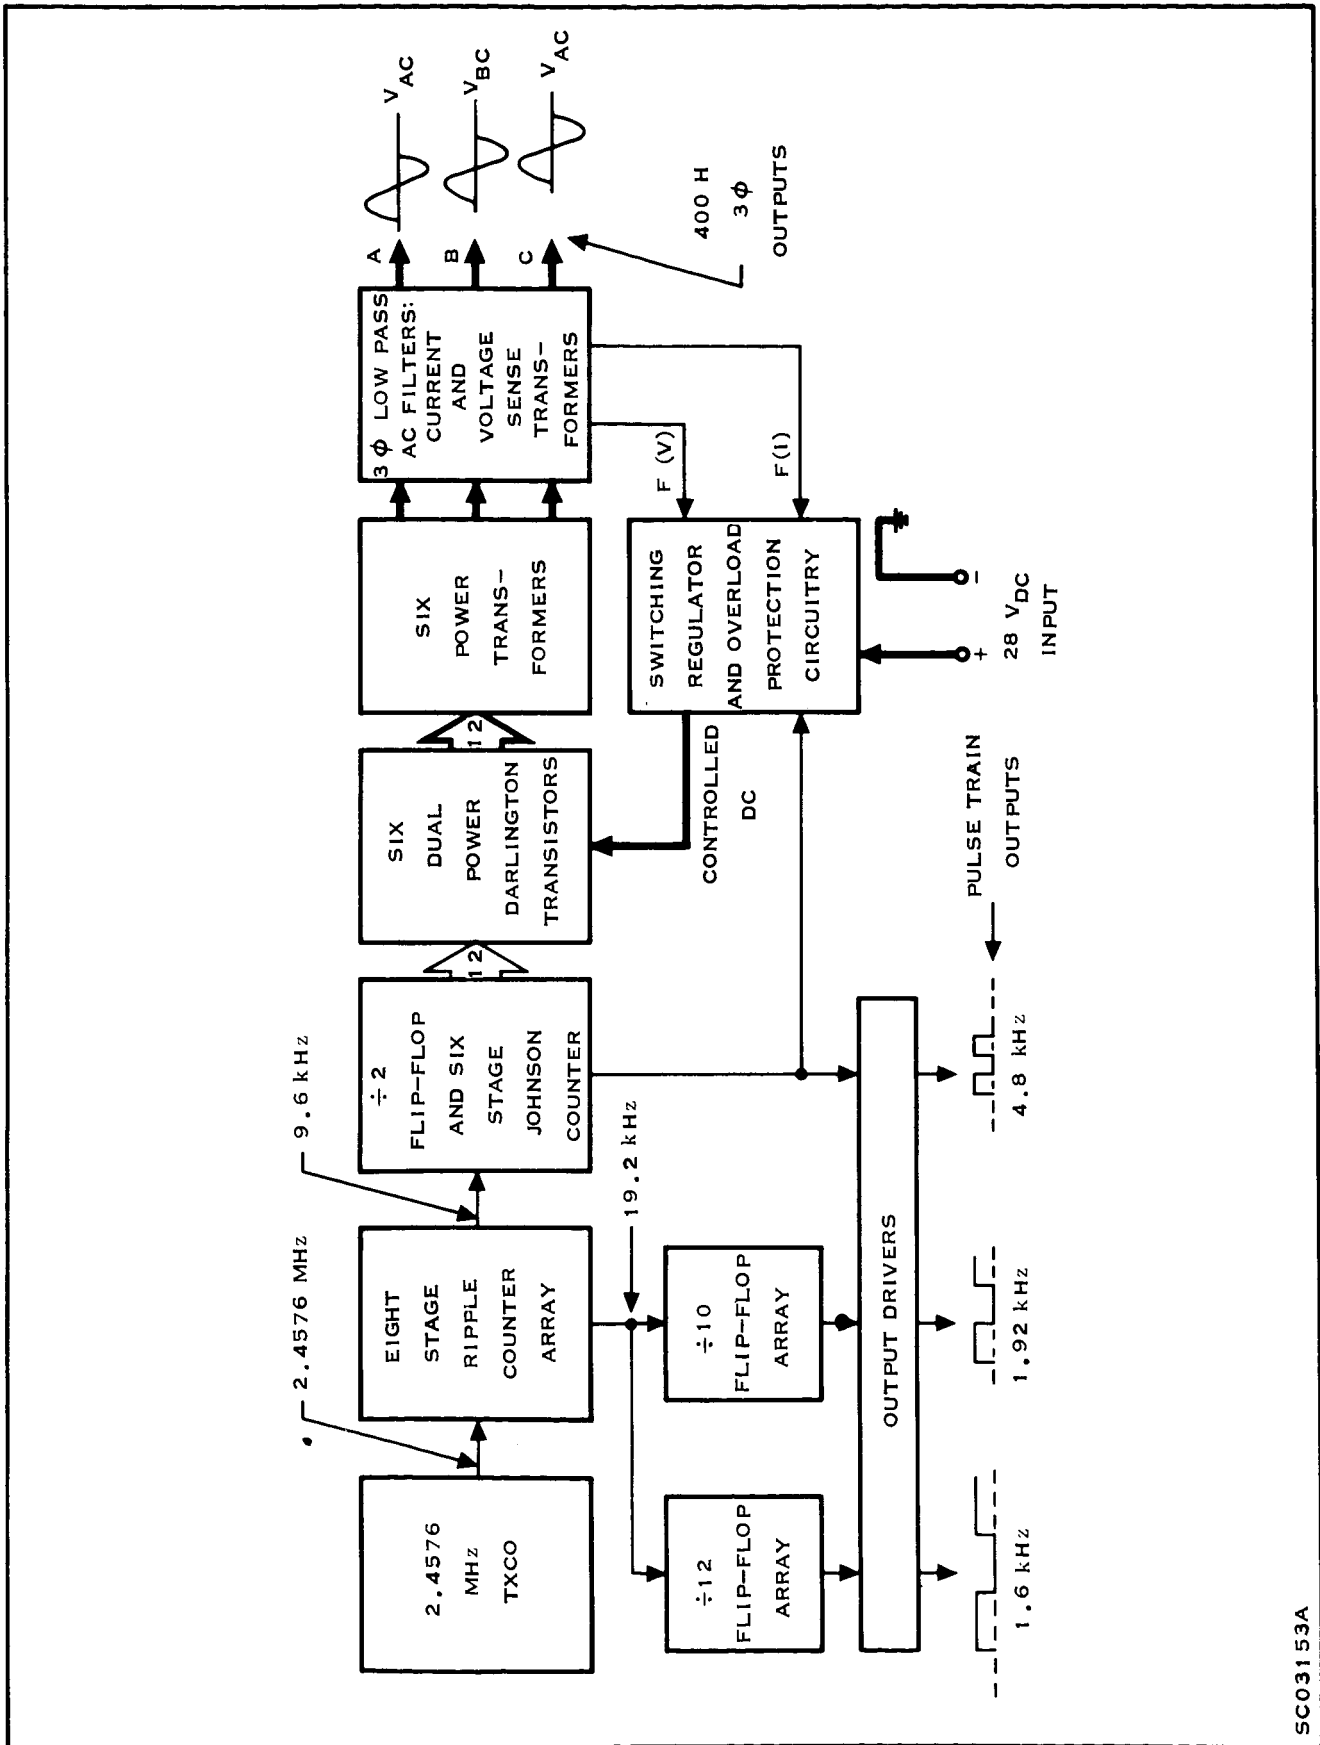 2.4576 MHz
9.6 kHz
2.4576
MHz
TXCO
EIGHT
STAGE
RIPPLE
COUNTER
ARRAY
÷2
FLIP-FLOP
AND SIX
STAGE
JOHNSON
COUNTER
12
SIX
DUAL
POWER
DARLINGTON
TRANSISTORS
12
SIX
POWER
TRANS-
FORMERS
3 ϕ LOW PASS
AC FILTERS:
CURRENT
AND
VOLTAGE
SENSE
TRANS-
FORMERS
A
B
C
V AC
V BC
V AC
400 H
3 ϕ
OUTPUTS
19.2 kHz
÷12
FLIP-FLOP
ARRAY
÷10
FLIP-FLOP
ARRAY
CONTROLLED
DC
SWITCHING
REGULATOR
AND OVERLOAD
PROTECTION
CIRCUITRY
F (V)
F(I)
+
-
28 V DC
INPUT
OUTPUT DRIVERS
PULSE TRAIN
OUTPUTS
1.6 kHz
1.92 kHz
4.8 kHz
SC03153A